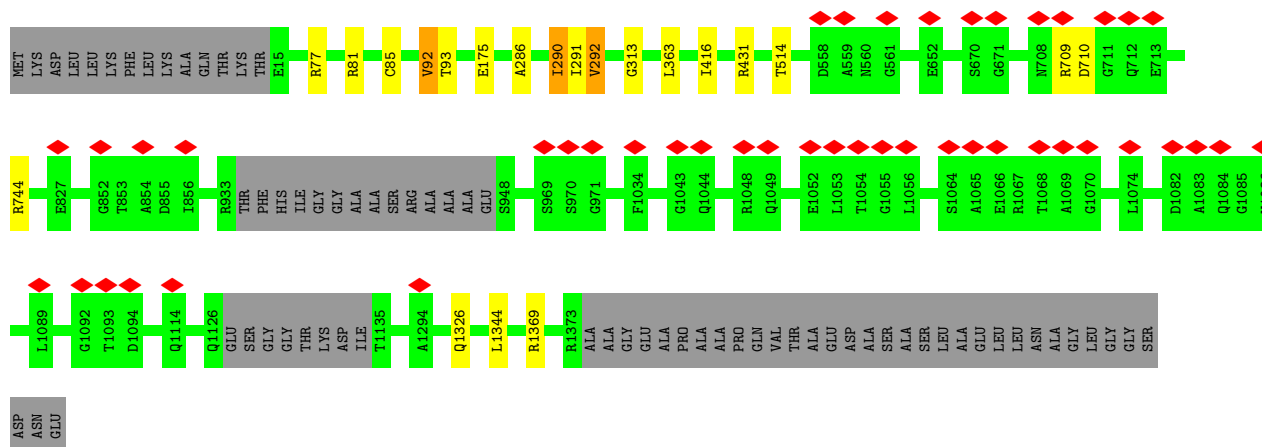 MET LYS ASP LEU LEU LYS PHE LEU LYS ALA GLN THR LYS THR E15 R77 R81 C85 V92 T93 E175 A286 I290 I291 V292 G313 L363 I416 R431 T514 D558 A559 N560 G561 E652 S670 G671 N708 R709 D710 G711 Q712 E713
R744 E827 G852 T853 A854 D855 I856 R933 THR PHE HIS ILE GLY GLY ALA ALA SER ARG ALA ALA ALA GLU S948 S969 S970 G971 F1034 G1043 Q1044 R1048 Q1049 E1052 L1053 T1054 G1055 L1056 S1064 A1065 E1066 R1067 T1068 A1069 G1070 L1074 D1082 A1083 Q1084 G1085
L1089 G1092 T1093 D1094 Q1114 Q1126 GLU SER GLY GLY THR LYS ASP ILE T1135 A1294 Q1326 L1344 R1369 R1373 ALA ALA GLY GLU ALA PRO ALA ALA PRO GLN VAL THR ALA GLU ASP ALA SER ALA SER LEU ALA GLU LEU LEU ASN ALA GLY LEU GLY GLY SER
ASP ASN GLU